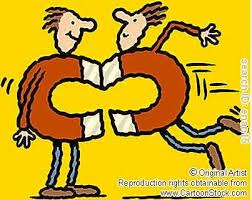 © Original Artist
Reproduction rights obtainable from
www.CartoonStock.com